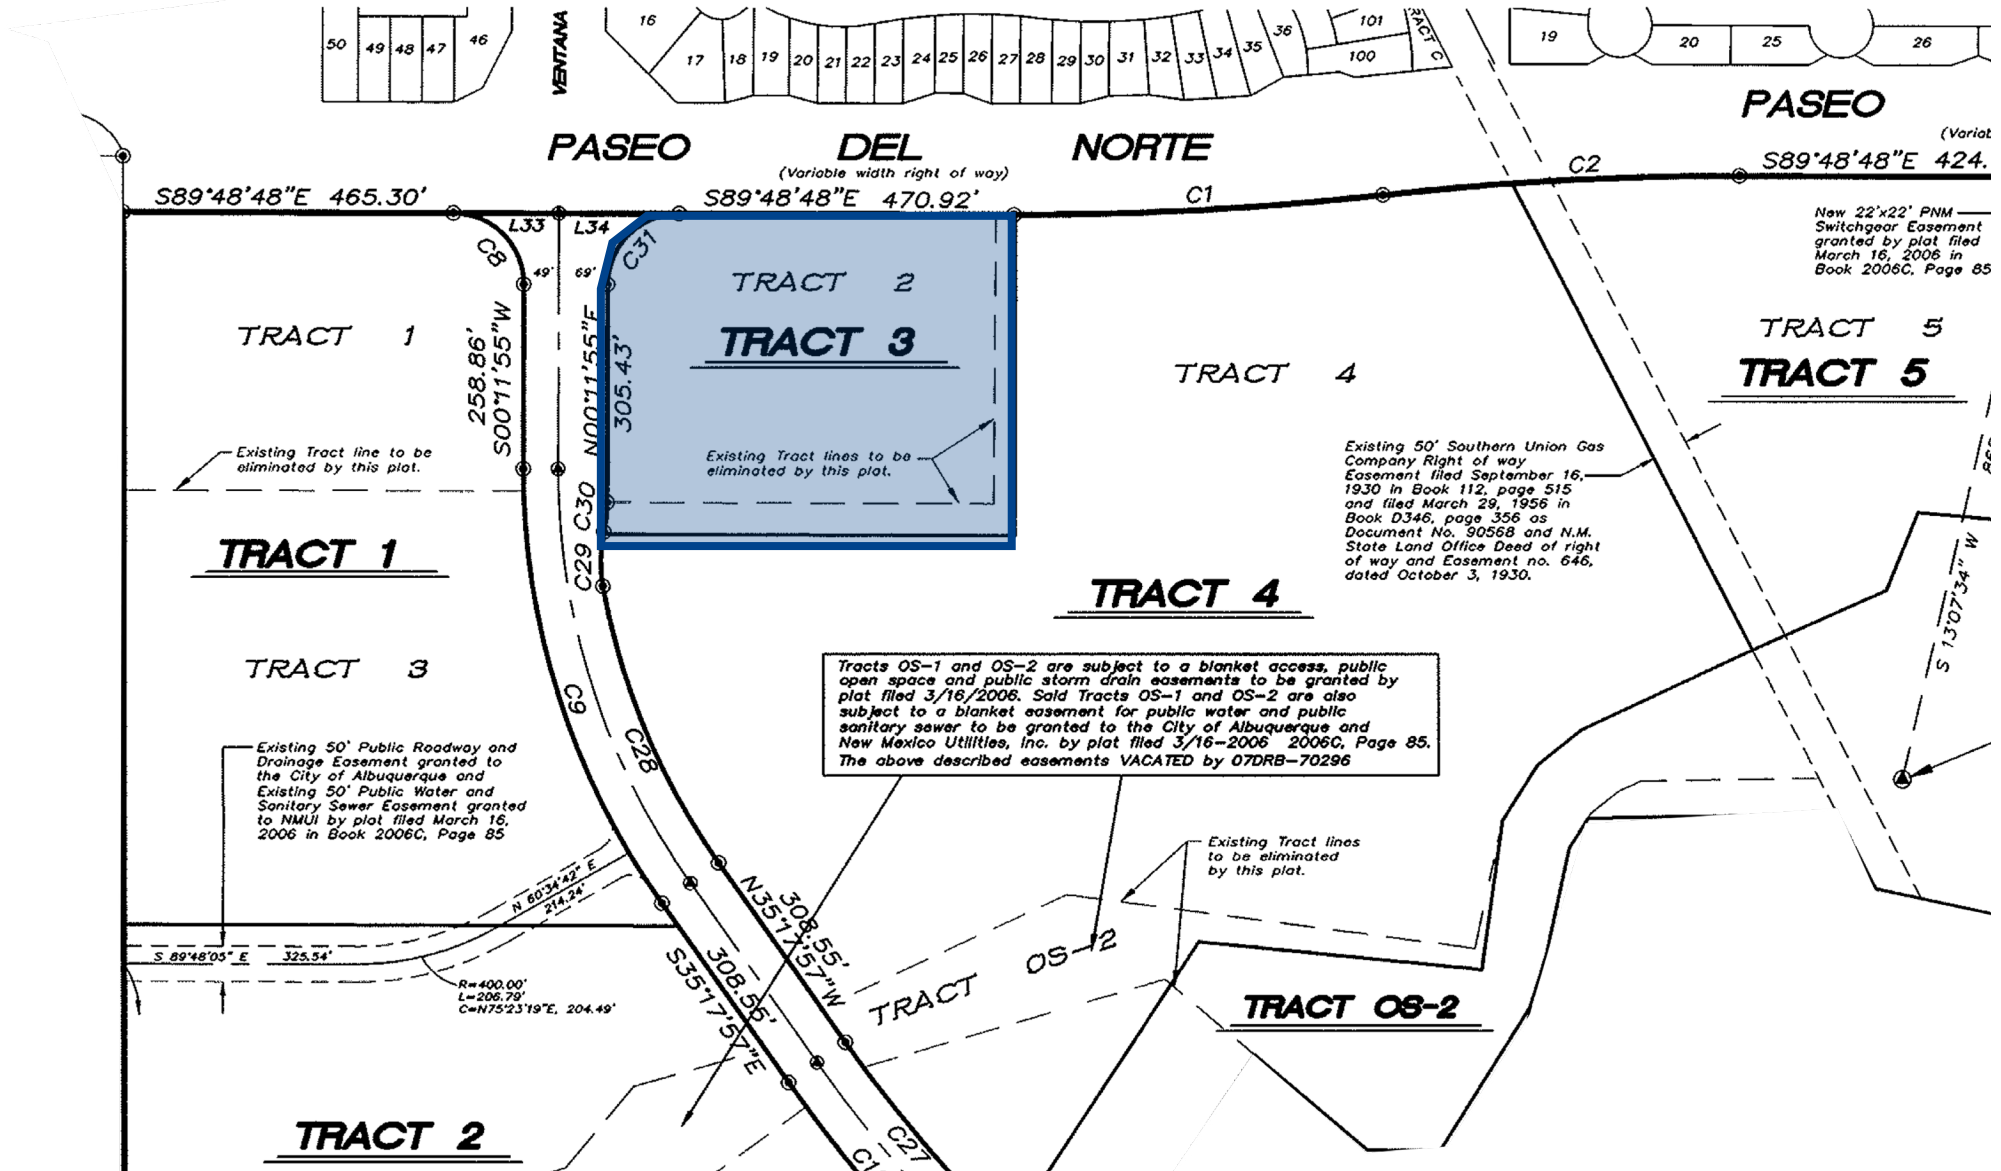 50 49 48 47 46
VENTANA
16 17 18 19 20 21 22 23 24 25 26 27 28 29 30 31 32 33 34 35 36
101
100
TRACT C
19 20 25 26
PASEO DEL NORTE
(Variable width right of way)
PASEO
(Variab
S89°48'48"E 465.30'
S89°48'48"E 470.92'
C1
C2
S89°48'48"E 424.
L33
L34
C8
49'
69'
C31
TRACT 1
258.86'
S00°11'55"W
N00°11'55"E
305.43'
TRACT 2
TRACT 3
Existing Tract lines to be
eliminated by this plat.
TRACT 4
New 22'x22' PNM
Switchgear Easement
granted by plat filed
March 16, 2006 in
Book 2006C, Page 85
TRACT 5
TRACT 5
Existing Tract line to be
eliminated by this plat.
Existing 50' Southern Union Gas
Company Right of way
Easement filed September 16,
1930 in Book 112, page 515
and filed March 29, 1956 in
Book D346, page 356 as
Document No. 90568 and N.M.
State Land Office Deed of right
of way and Easement no. 646,
dated October 3, 1930.
C30
C29
TRACT 1
TRACT 4
S 13°07'34" W
TRACT 3
C9
C28
Tracts OS-1 and OS-2 are subject to a blanket access, public
open space and public storm drain easements to be granted by
plat filed 3/16/2006. Said Tracts OS-1 and OS-2 are also
subject to a blanket easement for public water and public
sanitary sewer to be granted to the City of Albuquerque and
New Mexico Utilities, Inc. by plat filed 3/16-2006 2006C, Page 85.
The above described easements VACATED by 07DRB-70296
Existing 50' Public Roadway and
Drainage Easement granted to
the City of Albuquerque and
Existing 50' Public Water and
Sanitary Sewer Easement granted
to NMUI by plat filed March 16,
2006 in Book 2006C, Page 85
Existing Tract lines
to be eliminated
by this plat.
N 60°34'42" E
214.24'
S 89°48'05" E 325.54'
R=400.00'
L=206.79'
C=N75°23'19"E, 204.49'
308.55'
N35°17'57"W
308.55'
S35°17'57"E
TRACT OS-2
TRACT OS-2
TRACT 2
C27